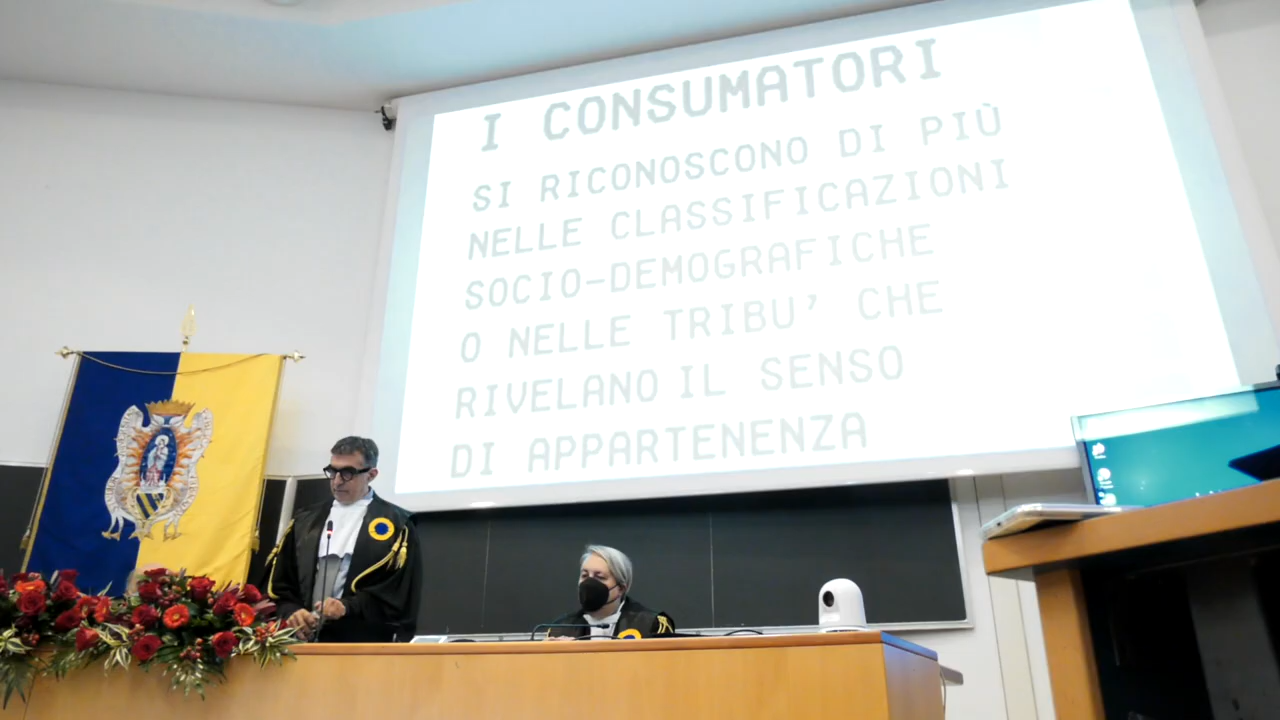 I CONSUMATORI
SI RICONOSCONO DI PIÙ
NELLE CLASSIFICAZIONI
SOCIO-DEMOGRAFICHE
O NELLE TRIBU' CHE
RIVELANO IL SENSO
DI APPARTENENZA